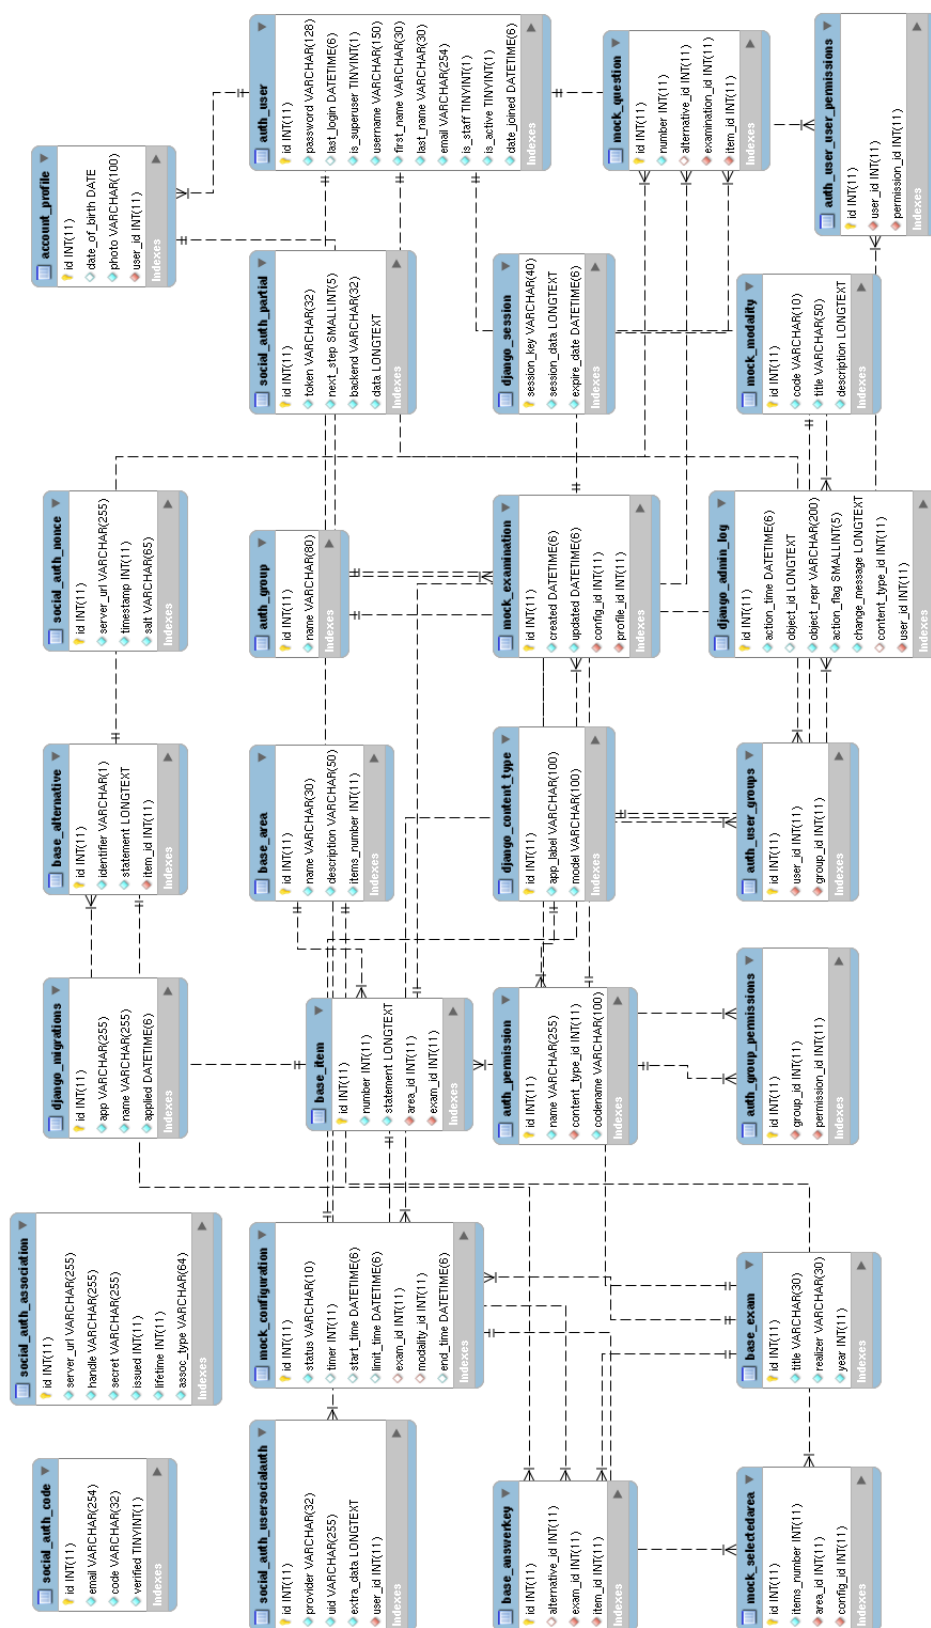 social_auth_code
id INT(11)
email VARCHAR(254)
code VARCHAR(32)
verified TINYINT(1)
Indexes
social_auth_association
id INT(11)
server_url VARCHAR(255)
handle VARCHAR(255)
secret VARCHAR(255)
issued INT(11)
lifetime INT(11)
assoc_type VARCHAR(64)
Indexes
django_migrations
id INT(11)
app VARCHAR(255)
name VARCHAR(255)
applied DATETIME(6)
Indexes
base_alternative
id INT(11)
identifier VARCHAR(1)
statement LONGTEXT
item_id INT(11)
Indexes
social_auth_nonce
id INT(11)
server_url VARCHAR(255)
timestamp INT(11)
salt VARCHAR(65)
Indexes
account_profile
id INT(11)
date_of_birth DATE
photo VARCHAR(100)
user_id INT(11)
Indexes
social_auth_usersocialauth
id INT(11)
provider VARCHAR(32)
uid VARCHAR(255)
extra_data LONGTEXT
user_id INT(11)
Indexes
mock_configuration
id INT(11)
status VARCHAR(10)
timer INT(11)
start_time DATETIME(6)
limit_time DATETIME(6)
exam_id INT(11)
modality_id INT(11)
end_time DATETIME(6)
Indexes
base_item
id INT(11)
number INT(11)
statement LONGTEXT
area_id INT(11)
exam_id INT(11)
Indexes
base_area
id INT(11)
name VARCHAR(30)
description VARCHAR(50)
items_number INT(11)
Indexes
auth_group
id INT(11)
name VARCHAR(80)
Indexes
social_auth_partial
id INT(11)
token VARCHAR(32)
next_step SMALLINT(5)
backend VARCHAR(32)
data LONGTEXT
Indexes
auth_user
id INT(11)
password VARCHAR(128)
last_login DATETIME(6)
is_superuser TINYINT(1)
username VARCHAR(150)
first_name VARCHAR(30)
last_name VARCHAR(30)
email VARCHAR(254)
is_staff TINYINT(1)
is_active TINYINT(1)
date_joined DATETIME(6)
Indexes
base_answerkey
id INT(11)
alternative_id INT(11)
exam_id INT(11)
item_id INT(11)
Indexes
auth_permission
id INT(11)
name VARCHAR(255)
content_type_id INT(11)
codename VARCHAR(100)
Indexes
django_content_type
id INT(11)
app_label VARCHAR(100)
model VARCHAR(100)
Indexes
mock_examination
id INT(11)
created DATETIME(6)
updated DATETIME(6)
config_id INT(11)
profile_id INT(11)
Indexes
django_session
session_key VARCHAR(40)
session_data LONGTEXT
expire_date DATETIME(6)
Indexes
mock_question
id INT(11)
number INT(11)
alternative_id INT(11)
examination_id INT(11)
item_id INT(11)
Indexes
mock_selectedarea
id INT(11)
items_number INT(11)
area_id INT(11)
config_id INT(11)
Indexes
base_exam
id INT(11)
title VARCHAR(30)
realizer VARCHAR(30)
year INT(11)
Indexes
auth_group_permissions
id INT(11)
group_id INT(11)
permission_id INT(11)
Indexes
auth_user_groups
id INT(11)
user_id INT(11)
group_id INT(11)
Indexes
django_admin_log
id INT(11)
action_time DATETIME(6)
object_id LONGTEXT
object_repr VARCHAR(200)
action_flag SMALLINT(5)
change_message LONGTEXT
content_type_id INT(11)
user_id INT(11)
Indexes
mock_modality
id INT(11)
code VARCHAR(10)
title VARCHAR(50)
description LONGTEXT
Indexes
auth_user_user_permissions
id INT(11)
user_id INT(11)
permission_id INT(11)
Indexes